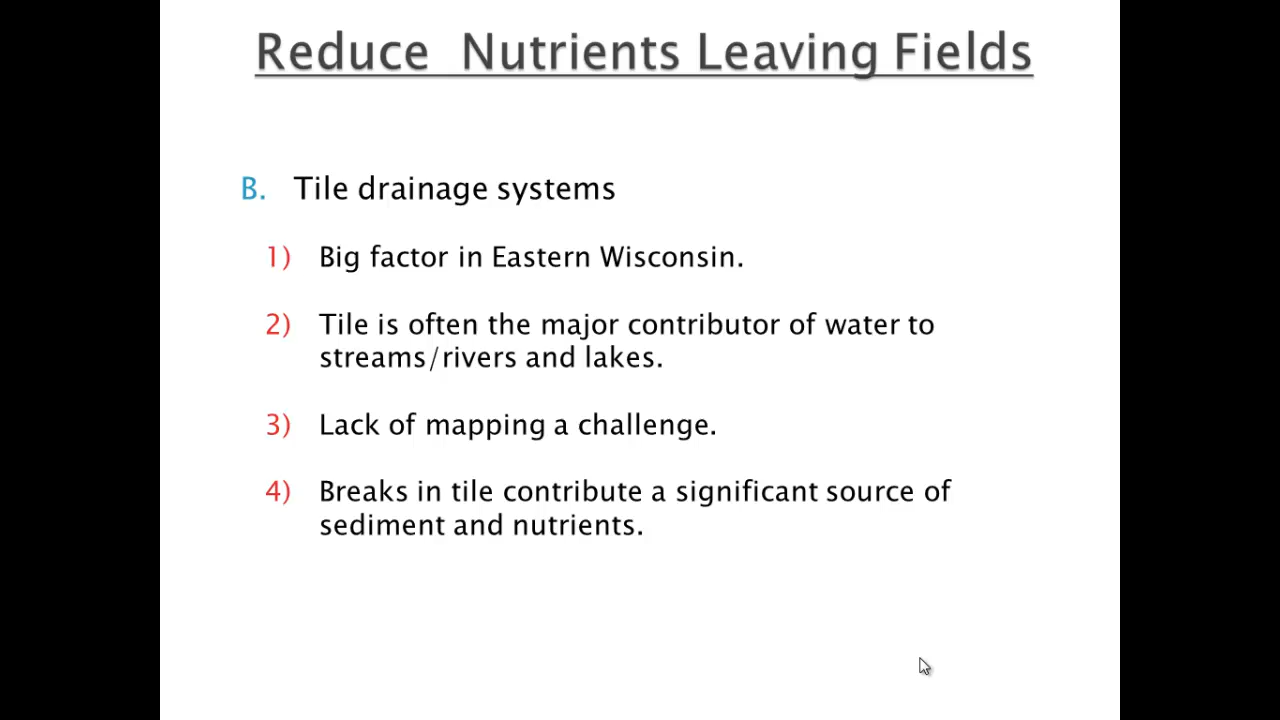 Reduce  Nutrients Leaving Fields
B. Tile drainage systems
1) Big factor in Eastern Wisconsin.
2) Tile is often the major contributor of water to
streams/rivers and lakes.
3) Lack of mapping a challenge.
4) Breaks in tile contribute a significant source of
sediment and nutrients.